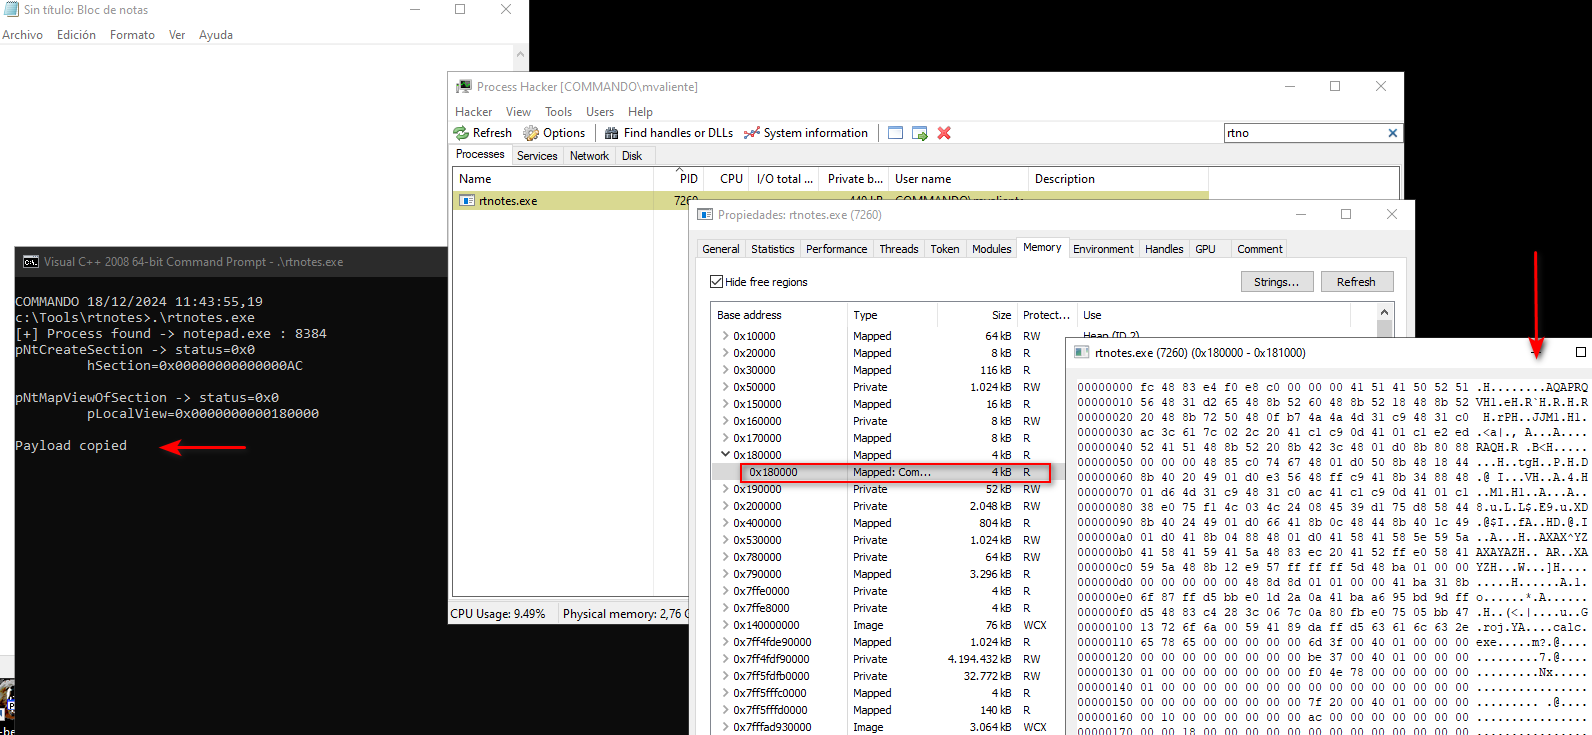 Sin título: Bloc de notas
Archivo Edición Formato Ver Ayuda
Process Hacker [COMMANDO\mvaliente]
Hacker View Tools Users Help
Refresh Options Find handles or DLLs System information rtno
Processes Services Network Disk
Name PID CPU I/O total ... Private b... User name Description
rtnotes.exe
CPU Usage: 9.49% Physical memory: 2,76
Visual C++ 2008 64-bit Command Prompt - .\rtnotes.exe
COMMANDO 18/12/2024 11:43:55,19
c:\Tools\rtnotes>.\rtnotes.exe
[+] Process found -> notepad.exe : 8384
pNtCreateSection -> status=0x0
hSection=0x00000000000000AC
pNtMapViewOfSection -> status=0x0
pLocalView=0x0000000000180000
Payload copied
Propiedades: rtnotes.exe (7260)
General Statistics Performance Threads Token Modules Memory Environment Handles GPU Comment
Hide free regions Strings... Refresh
Base address Type Size Protect... Use
0x10000 Mapped 64 kB RW Heap (ID 2)
0x20000 Mapped 8 kB R
0x30000 Mapped 116 kB R
0x50000 Private 1.024 kB RW
0x150000 Mapped 16 kB R
0x160000 Private 8 kB RW
0x170000 Mapped 8 kB R
0x180000 Mapped 4 kB R
0x180000 Mapped: Com... 4 kB R
0x190000 Private 52 kB RW
0x200000 Private 2.048 kB RW
0x400000 Mapped 804 kB R
0x530000 Private 1.024 kB RW
0x780000 Private 64 kB RW
0x790000 Mapped 3.296 kB R
0x7ffe0000 Private 4 kB R
0x7ffe8000 Private 4 kB R
0x140000000 Image 76 kB WCX
0x7ff4fde90000 Mapped 1.024 kB R
0x7ff4fdf90000 Private 4.194.432 kB RW
0x7ff5fdfb0000 Private 32.772 kB RW
0x7ff5fffc0000 Mapped 4 kB R
0x7ff5fffd0000 Mapped 140 kB R
0x7fffad930000 Image 3.064 kB WCX
rtnotes.exe (7260) (0x180000 - 0x181000)
00000000 fc 48 83 e4 f0 e8 c0 00 00 00 41 51 41 50 52 51 .H........AQAPRQ
00000010 56 48 31 d2 65 48 8b 52 60 48 8b 52 18 48 8b 52 VH1.eH.R`H.R.H.R
00000020 20 48 8b 72 50 48 0f b7 4a 4a 4d 31 c9 48 31 c0 H.rPH..JJM1.H1.
00000030 ac 3c 61 7c 02 2c 20 41 c1 c9 0d 41 01 c1 e2 ed .<a|., A...A....
00000040 52 41 51 48 8b 52 20 8b 42 3c 48 01 d0 8b 80 88 RAQH.R .B<H.....
00000050 00 00 00 48 85 c0 74 67 48 01 d0 50 8b 48 18 44 ...H..tgH..P.H.D
00000060 8b 40 20 49 01 d0 e3 56 48 ff c9 41 8b 34 88 48 .@ I...VH..A.4.H
00000070 01 d6 4d 31 c9 48 31 c0 ac 41 c1 c9 0d 41 01 c1 ..M1.H1..A...A..
00000080 38 e0 75 f1 4c 03 4c 24 08 45 39 d1 75 d8 58 44 8.u.L.L$.E9.u.XD
00000090 8b 40 24 49 01 d0 66 41 8b 0c 48 44 8b 40 1c 49 .@$I..fA..HD.@.I
000000a0 01 d0 41 8b 04 88 48 01 d0 41 58 41 58 5e 59 5a ..A...H..AXAX^YZ
000000b0 41 58 41 59 41 5a 48 83 ec 20 41 52 ff e0 58 41 AXAYAZH.. AR..XA
000000c0 59 5a 48 8b 12 e9 57 ff ff ff 5d 48 ba 01 00 00 YZH...W...]H....
000000d0 00 00 00 00 00 48 8d 8d 01 01 00 00 41 ba 31 8b .....H......A.1.
000000e0 6f 87 ff d5 bb e0 1d 2a 0a 41 ba a6 95 bd 9d ff o......*.A......
000000f0 d5 48 83 c4 28 3c 06 7c 0a 80 fb e0 75 05 bb 47 .H..(<.|....u..G
00000100 13 72 6f 6a 00 59 41 89 da ff d5 63 61 6c 63 2e .roj.YA....calc.
00000110 65 78 65 00 00 00 00 00 6d 3f 00 40 01 00 00 00 exe.....m?.@....
00000120 00 00 00 00 00 00 00 00 be 37 00 40 01 00 00 00 .........7.@....
00000130 01 00 00 00 00 00 00 00 f0 4e 78 00 00 00 00 00 .........Nx.....
00000140 01 00 00 00 00 00 00 00 00 00 00 00 00 00 00 00 ................
00000150 00 00 00 00 00 00 00 00 7f 20 00 40 01 00 00 00 ......... .@....
00000160 00 10 00 00 00 00 00 00 ac 00 00 00 00 00 00 00 ................